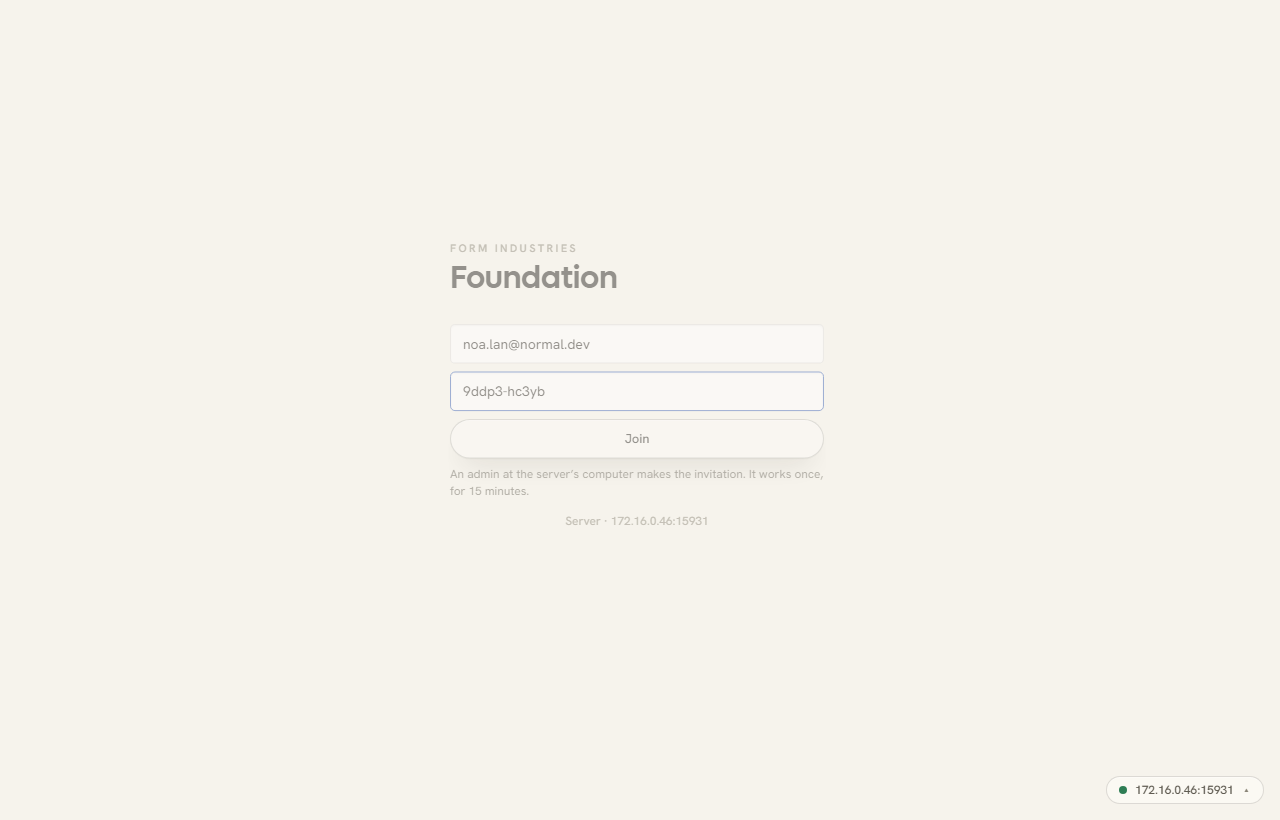 FORM INDUSTRIES
Foundation
noa.lan@normal.dev
9ddp3-hc3yb
Join
An admin at the server's computer makes the invitation. It works once,
for 15 minutes.
Server · 172.16.0.46:15931
172.16.0.46:15931